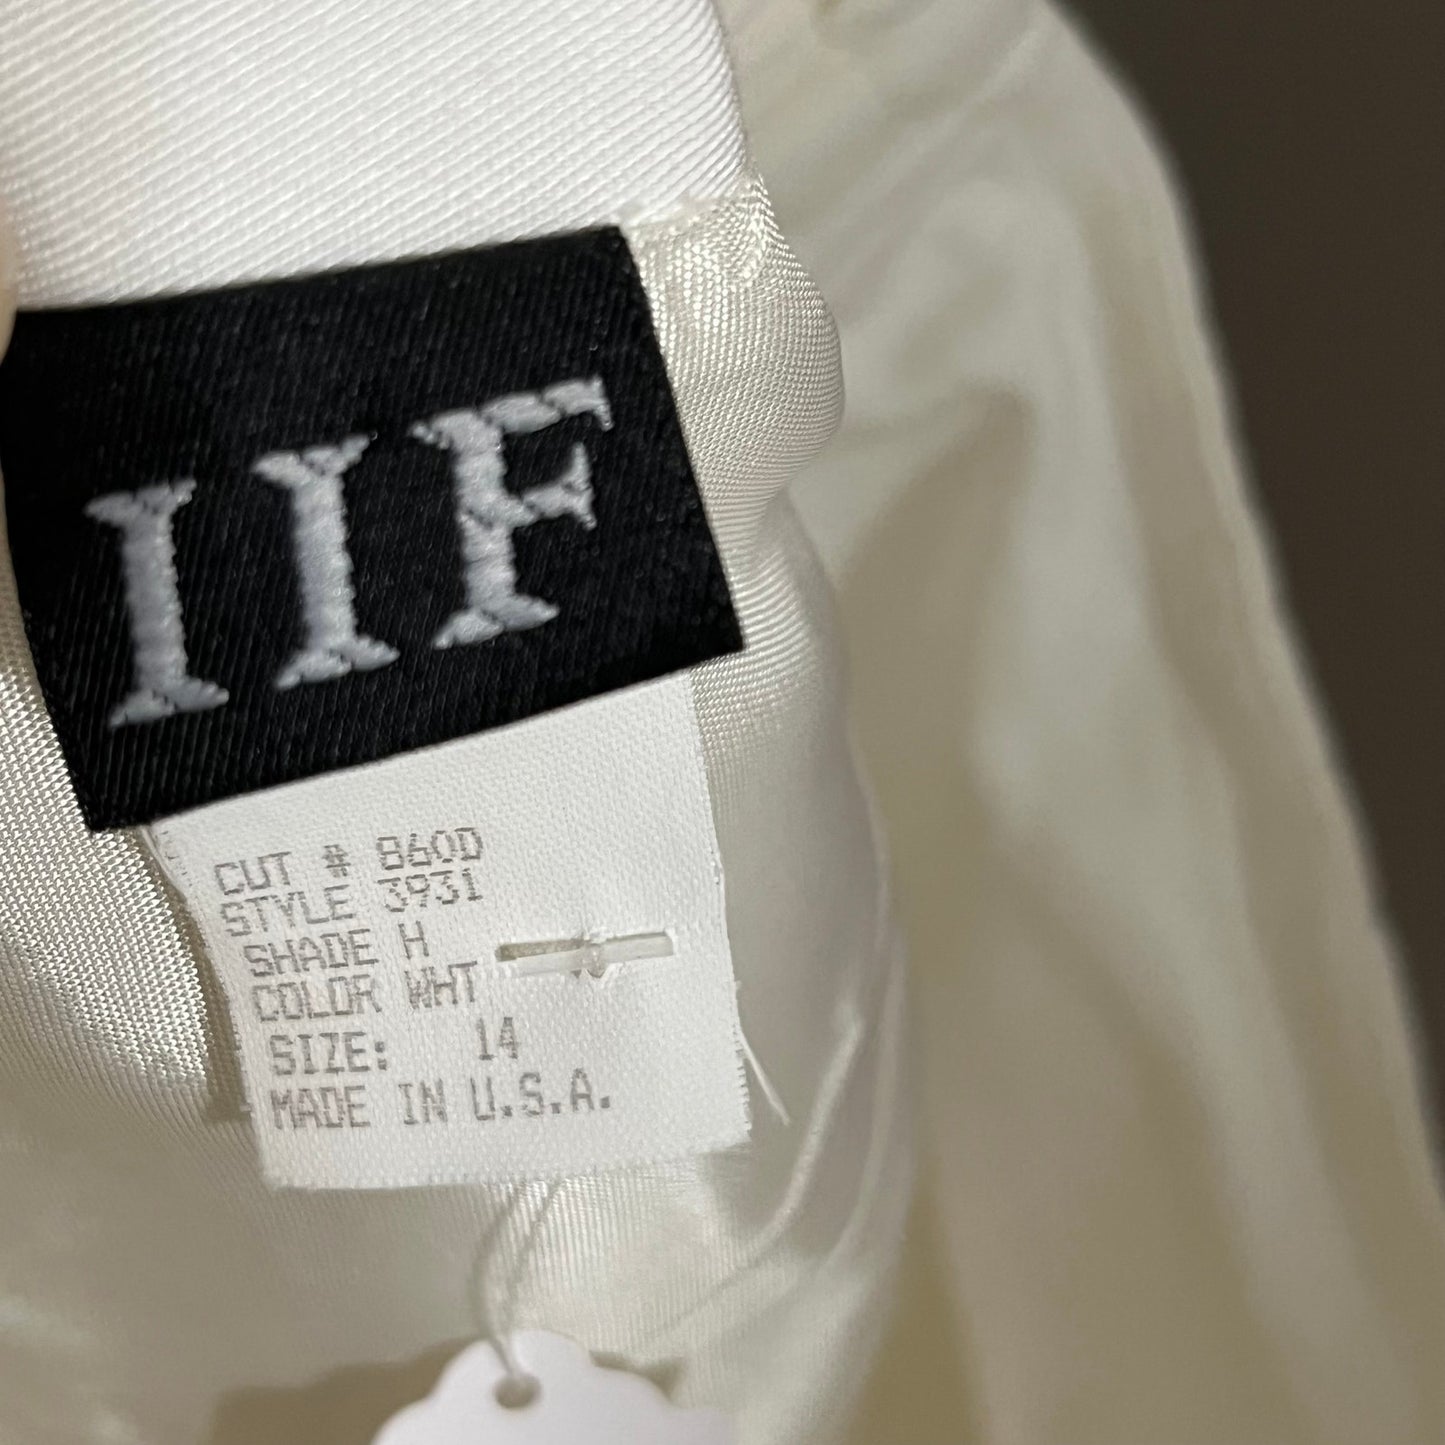 IIF
CUT # 860D
STYLE 3931
SHADE H
COLOR WHT
SIZE: 14
MADE IN U.S.A.